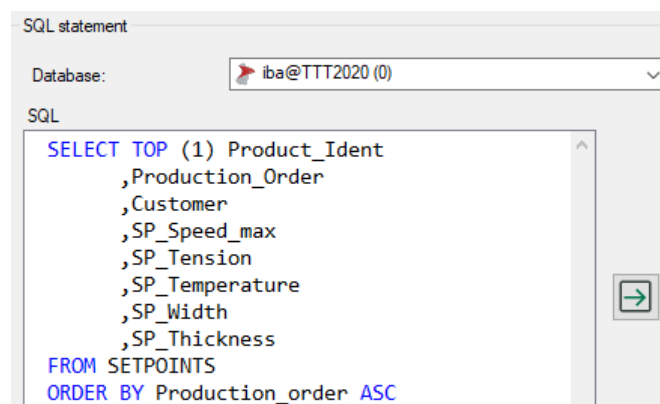 SQL statement
Database: iba@TTT2020 (0)
SQL
SELECT TOP (1) Product_Ident
,Production_Order
,Customer
,SP_Speed_max
,SP_Tension
,SP_Temperature
,SP_Width
,SP_Thickness
FROM SETPOINTS
ORDER BY Production_order ASC